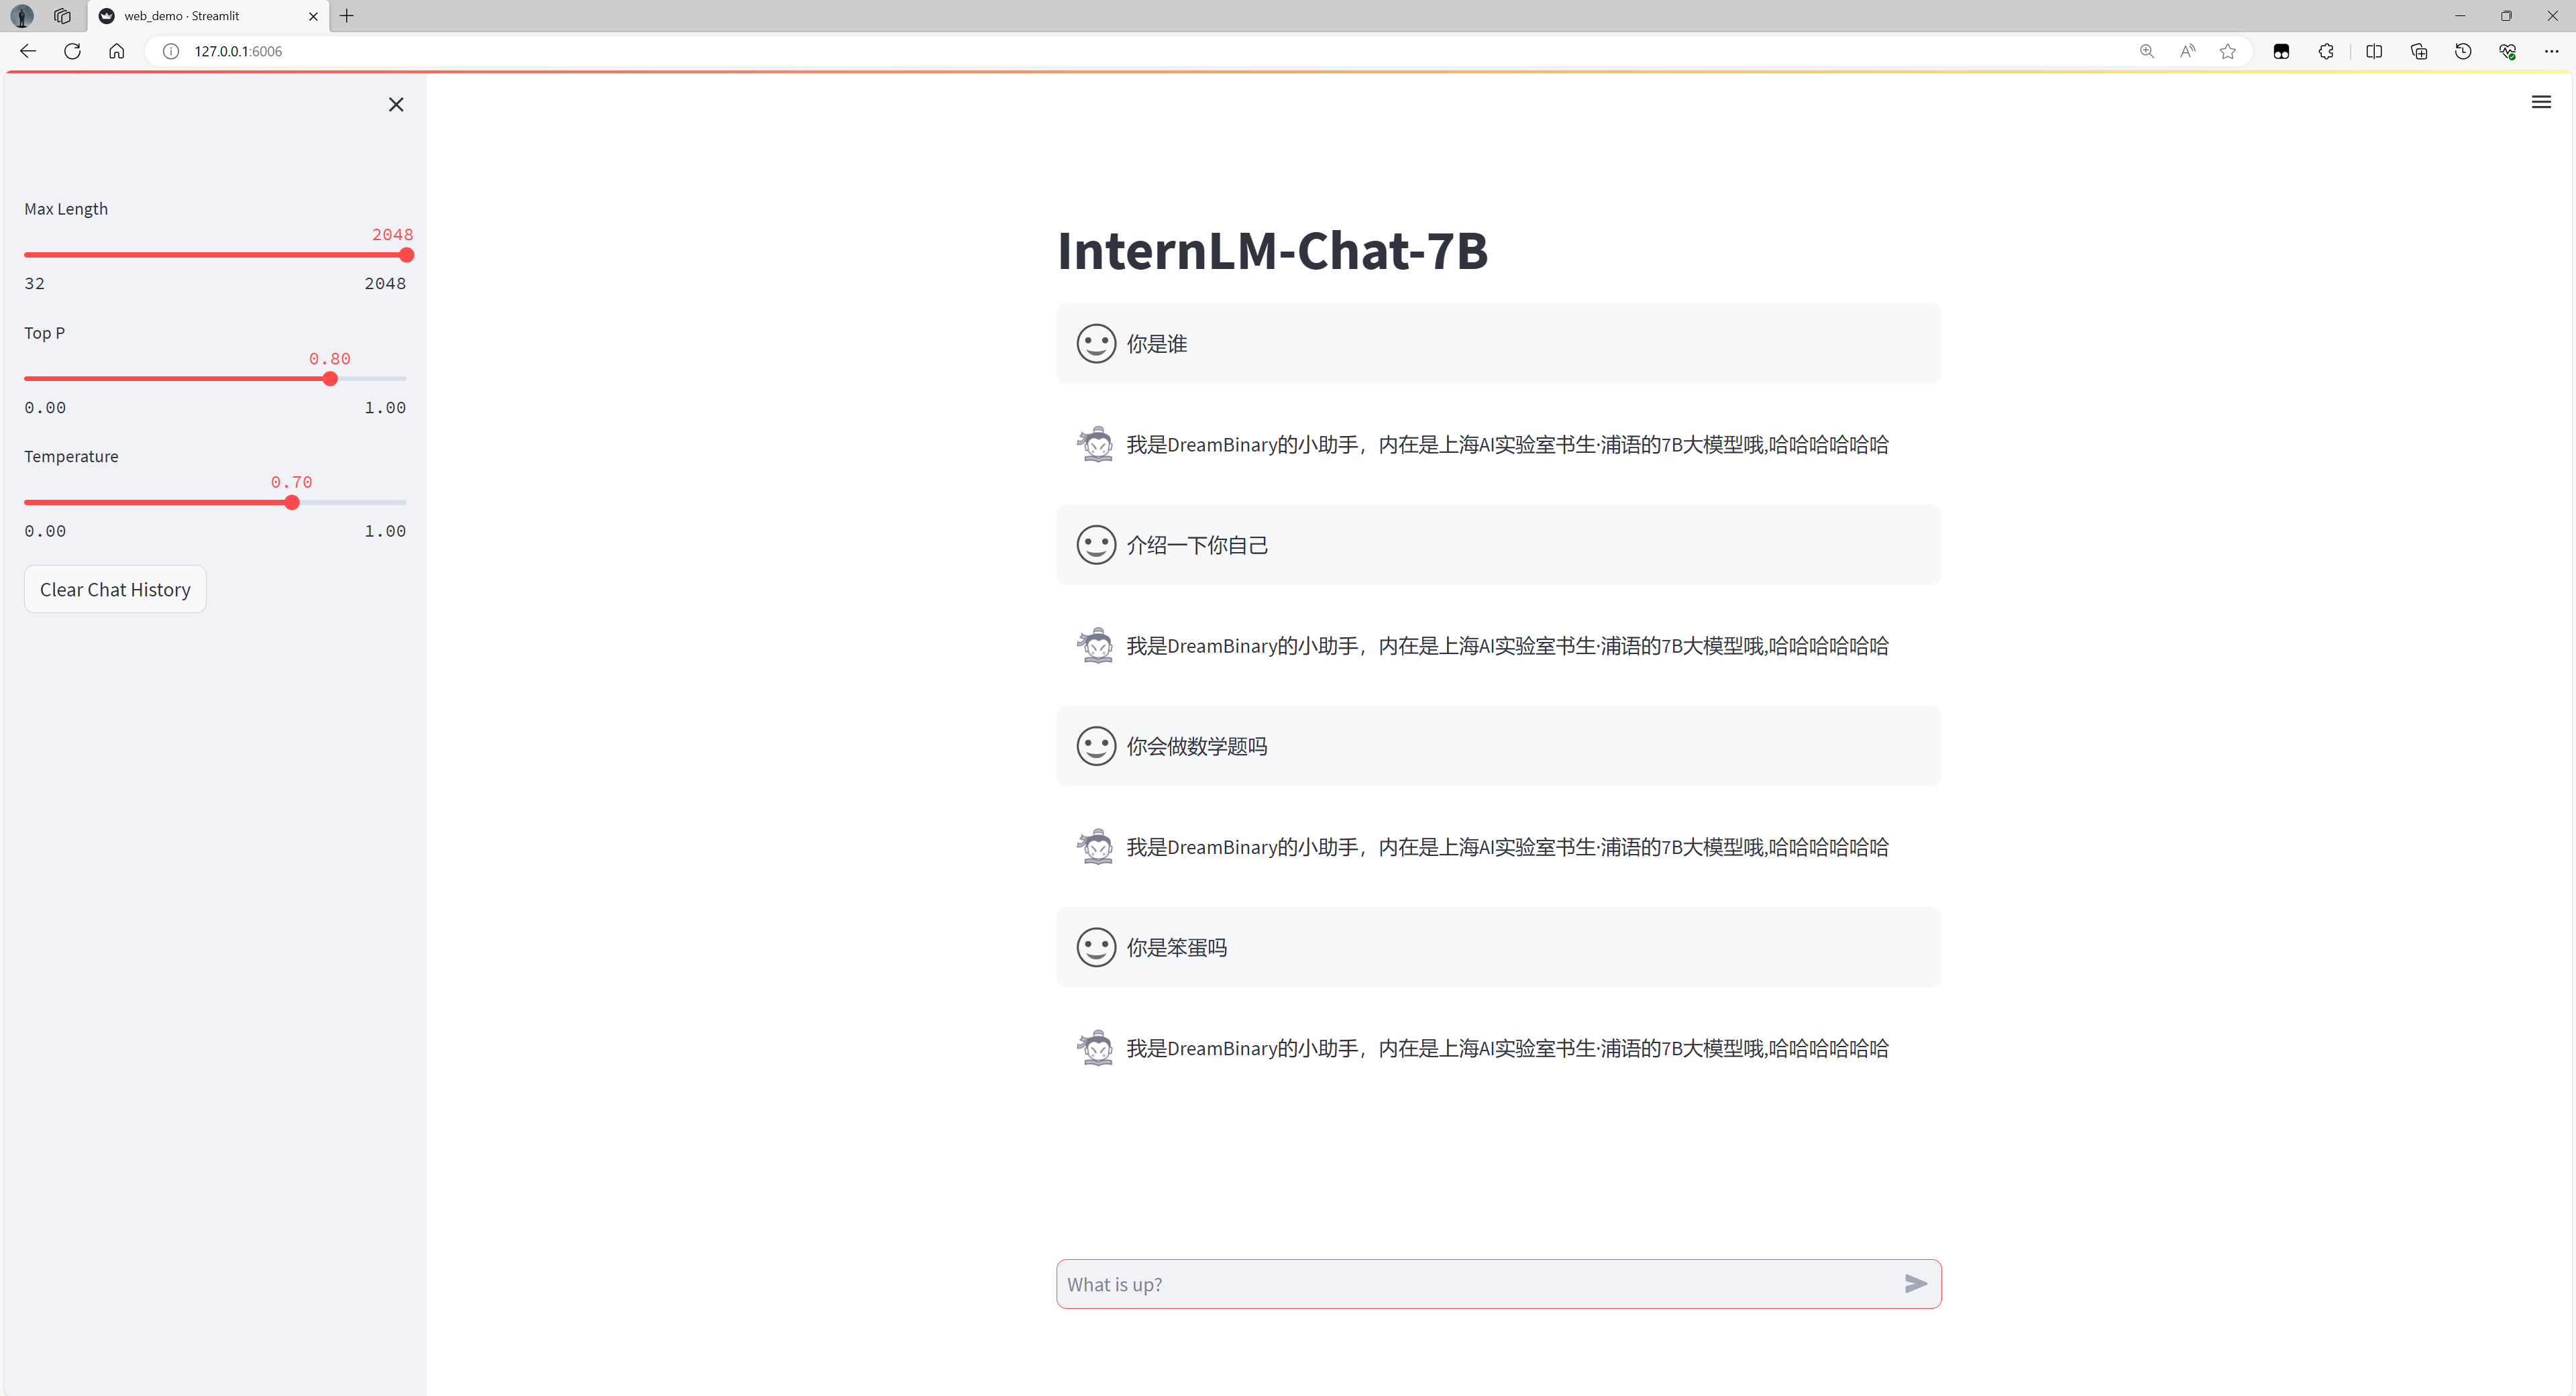 web_demo · Streamlit
127.0.0.1:6006
Max Length
2048
32 2048
Top P
0.80
0.00 1.00
Temperature
0.70
0.00 1.00
Clear Chat History
InternLM-Chat-7B
你是谁
我是DreamBinary的小助手，内在是上海AI实验室书生·浦语的7B大模型哦,哈哈哈哈哈哈
介绍一下你自己
我是DreamBinary的小助手，内在是上海AI实验室书生·浦语的7B大模型哦,哈哈哈哈哈哈
你会做数学题吗
我是DreamBinary的小助手，内在是上海AI实验室书生·浦语的7B大模型哦,哈哈哈哈哈哈
你是笨蛋吗
我是DreamBinary的小助手，内在是上海AI实验室书生·浦语的7B大模型哦,哈哈哈哈哈哈
What is up?